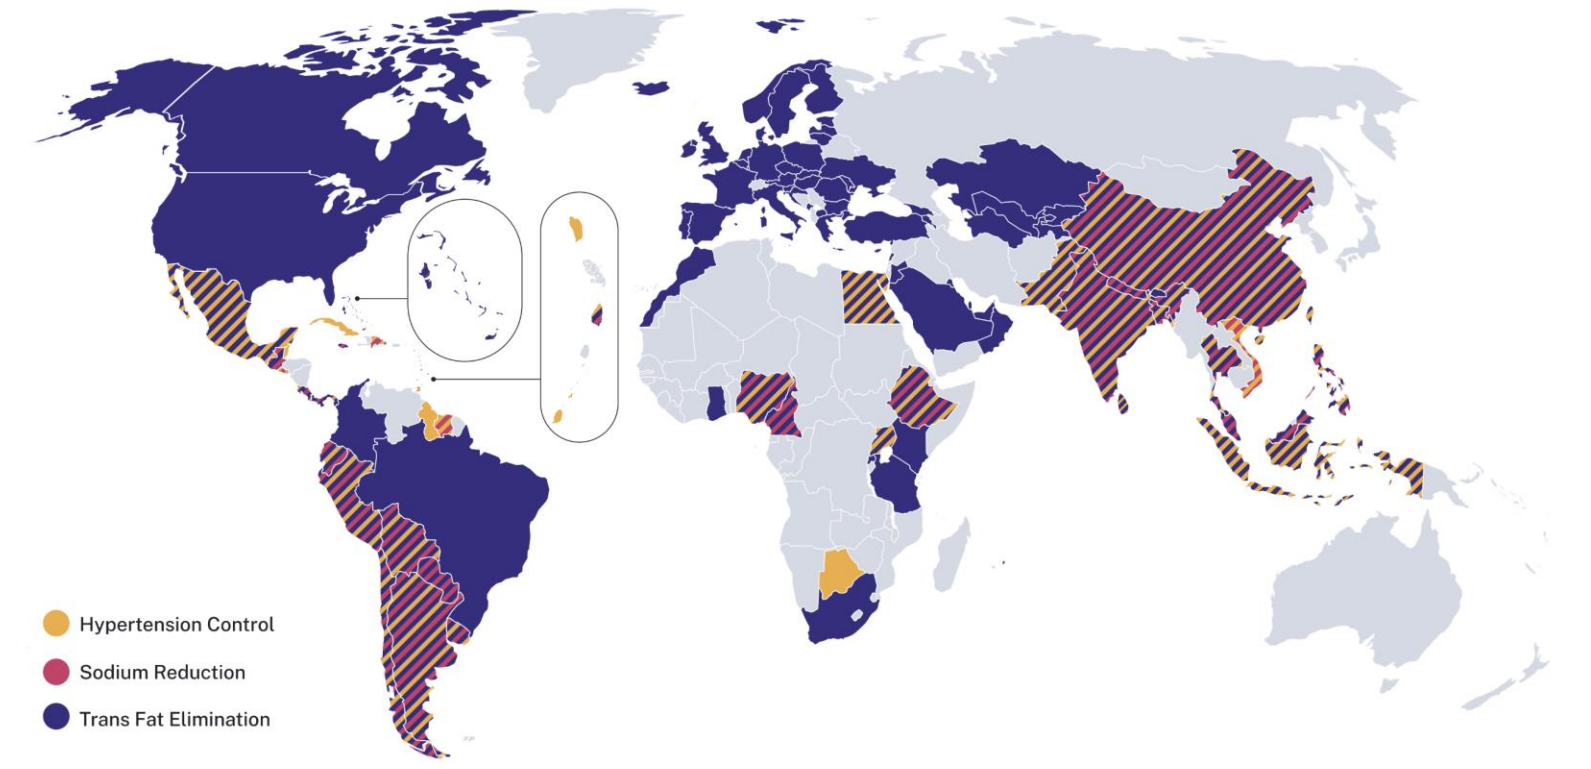 Hypertension Control
Sodium Reduction
Trans Fat Elimination